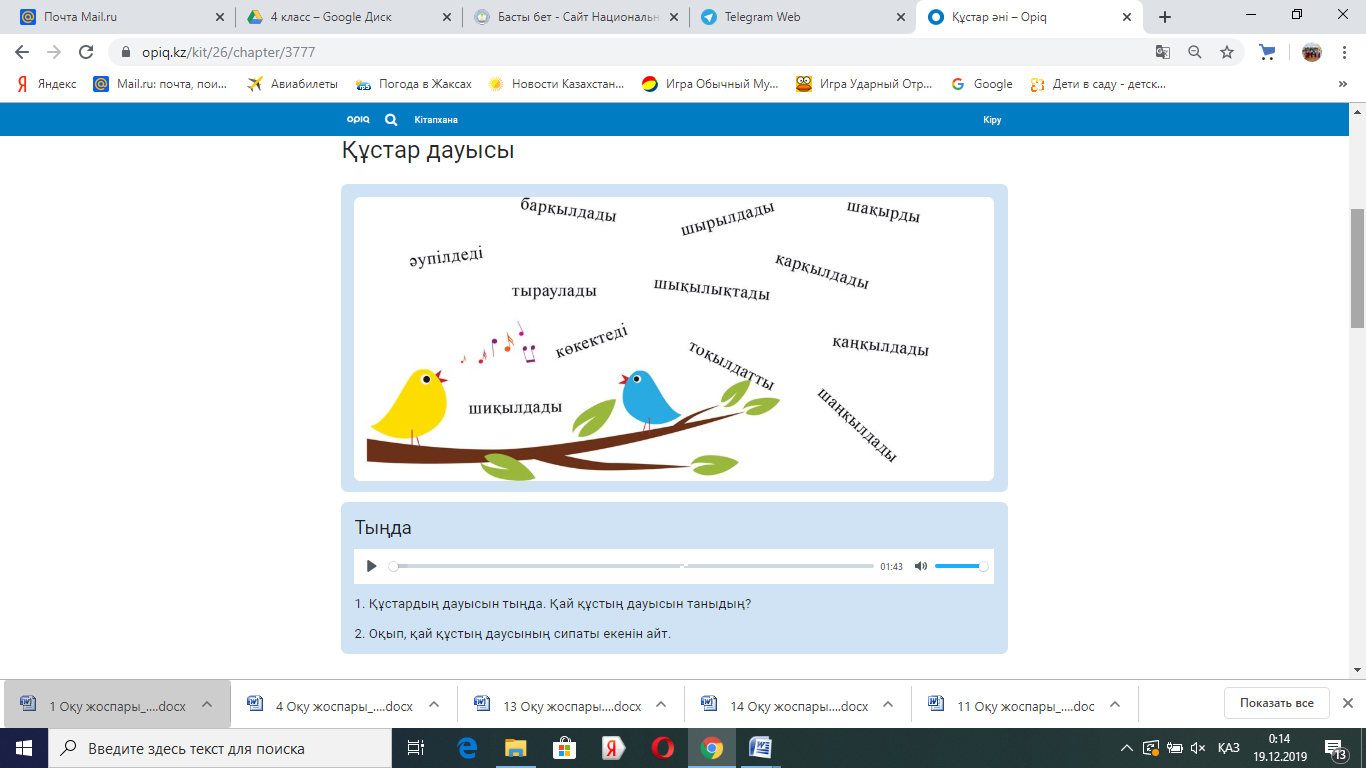 Почта Mail.ru
4 класс – Google Диск
Басты бет - Сайт Национальн
Telegram Web
Құстар әні – Opiq
opiq.kz/kit/26/chapter/3777
Яндекс
Mail.ru: почта, пои...
Авиабилеты
Погода в Жаксах
Новости Казахстан...
Игра Обычный Му...
Игра Ударный Отр...
Google
Дети в саду - детск...
»
opiq
Кітапхана
Кіру
Құстар дауысы
барқылдады
шырылдады
шақырды
әупілдеді
қарқылдады
тыраулады
шықылықтады
көкектеді
тоқылдатты
каңқылдады
шиқылдады
шаңқылдады
Тыңда
01:43
1. Құстардың дауысын тыңда. Қай құстың дауысын таныдың?
2. Оқып, қай құстың даусының сипаты екенін айт.
1 Оқу жоспары_....docx
4 Оқу жоспары_....docx
13 Оқу жоспары....docx
14 Оқу жоспары....docx
11 Оқу жоспары_....doc
Показать все
Введите здесь текст для поиска
ҚАЗ
0:14
19.12.2019
13